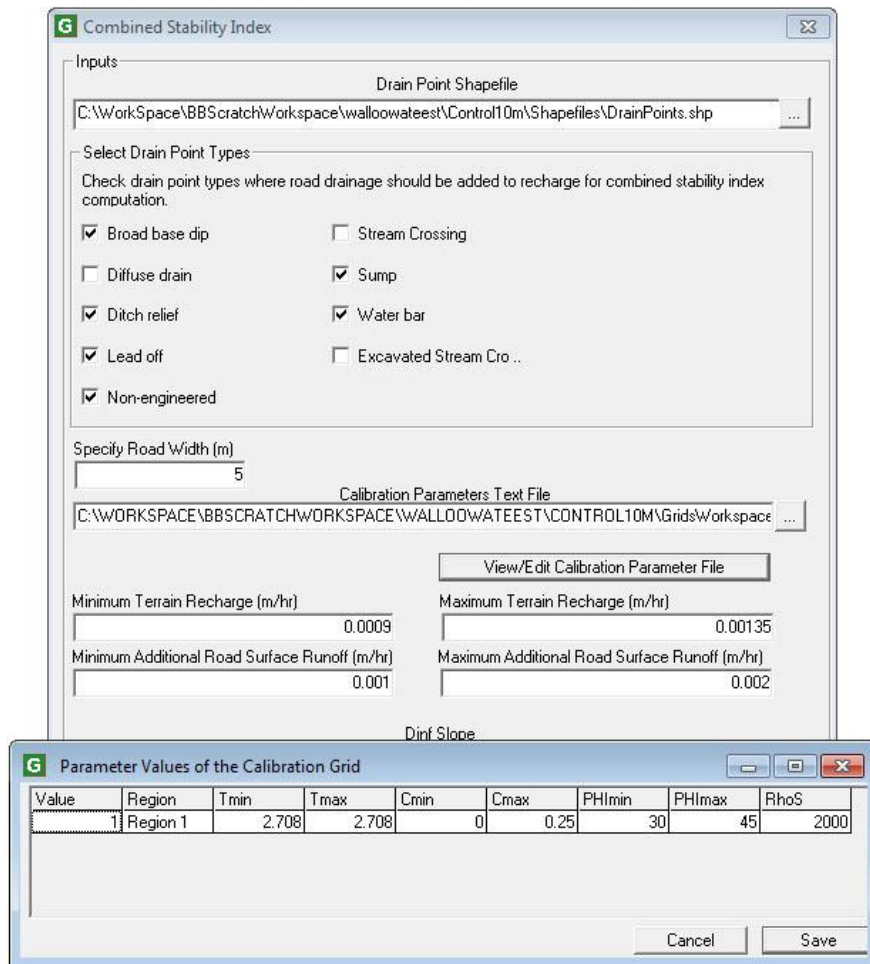 G Combined Stability Index
Inputs
Drain Point Shapefile
C:\WorkSpace\BBScratchWorkspace\walloowateest\Control10m\Shapefiles\DrainPoints.shp ...
Select Drain Point Types
Check drain point types where road drainage should be added to recharge for combined stability index
computation.
Broad base dip Stream Crossing
Diffuse drain Sump
Ditch relief Water bar
Lead off Excavated Stream Cro ..
Non-engineered
Specify Road Width (m)
5
Calibration Parameters Text File
C:\WORKSPACE\BBSCRATCHWORKSPACE\WALLOOWATEEST\CONTROL10M\GridsWorkspace ...
View/Edit Calibration Parameter File
Minimum Terrain Recharge (m/hr) Maximum Terrain Recharge (m/hr)
0.0009 0.00135
Minimum Additional Road Surface Runoff (m/hr) Maximum Additional Road Surface Runoff (m/hr)
0.001 0.002
Dinf Slope
G Parameter Values of the Calibration Grid
Value Region Tmin Tmax Cmin Cmax PHImin PHImax RhoS
1 Region 1 2.708 2.708 0 0.25 30 45 2000
Cancel Save